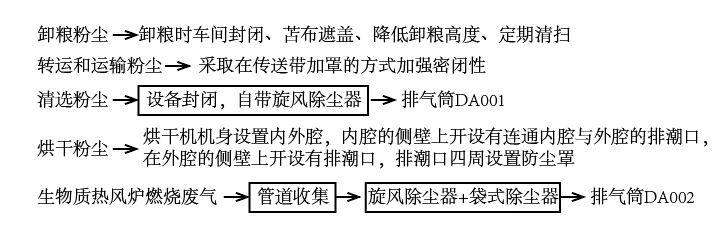 卸粮粉尘→卸粮时车间封闭、苫布遮盖、降低卸粮高度、定期清扫
转运和运输粉尘→ 采取在传送带加罩的方式加强密闭性
清选粉尘→设备封闭，自带旋风除尘器→排气筒DA001
烘干粉尘→烘干机机身设置内外腔，内腔的侧壁上开设有连通内腔与外腔的排潮口，
在外腔的侧壁上开设有排潮口，排潮口四周设置防尘罩
生物质热风炉燃烧废气→管道收集→旋风除尘器+袋式除尘器→排气筒DA002